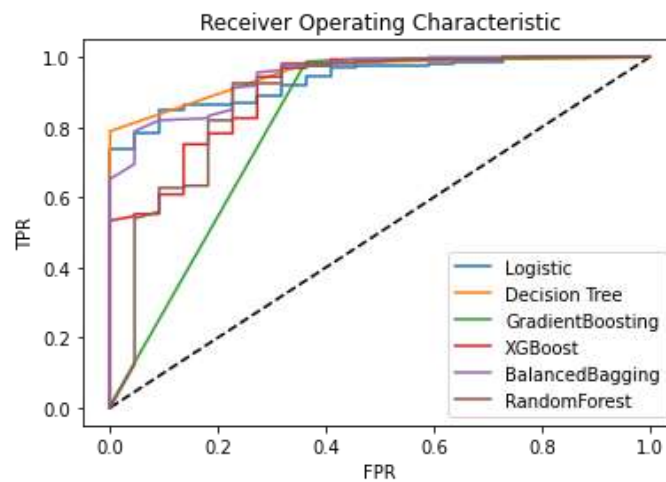 Receiver Operating Characteristic
1.0
0.8
0.6
0.4
0.2
0.0
TPR
0.0 0.2 0.4 0.6 0.8 1.0
FPR
Logistic
Decision Tree
GradientBoosting
XGBoost
BalancedBagging
RandomForest